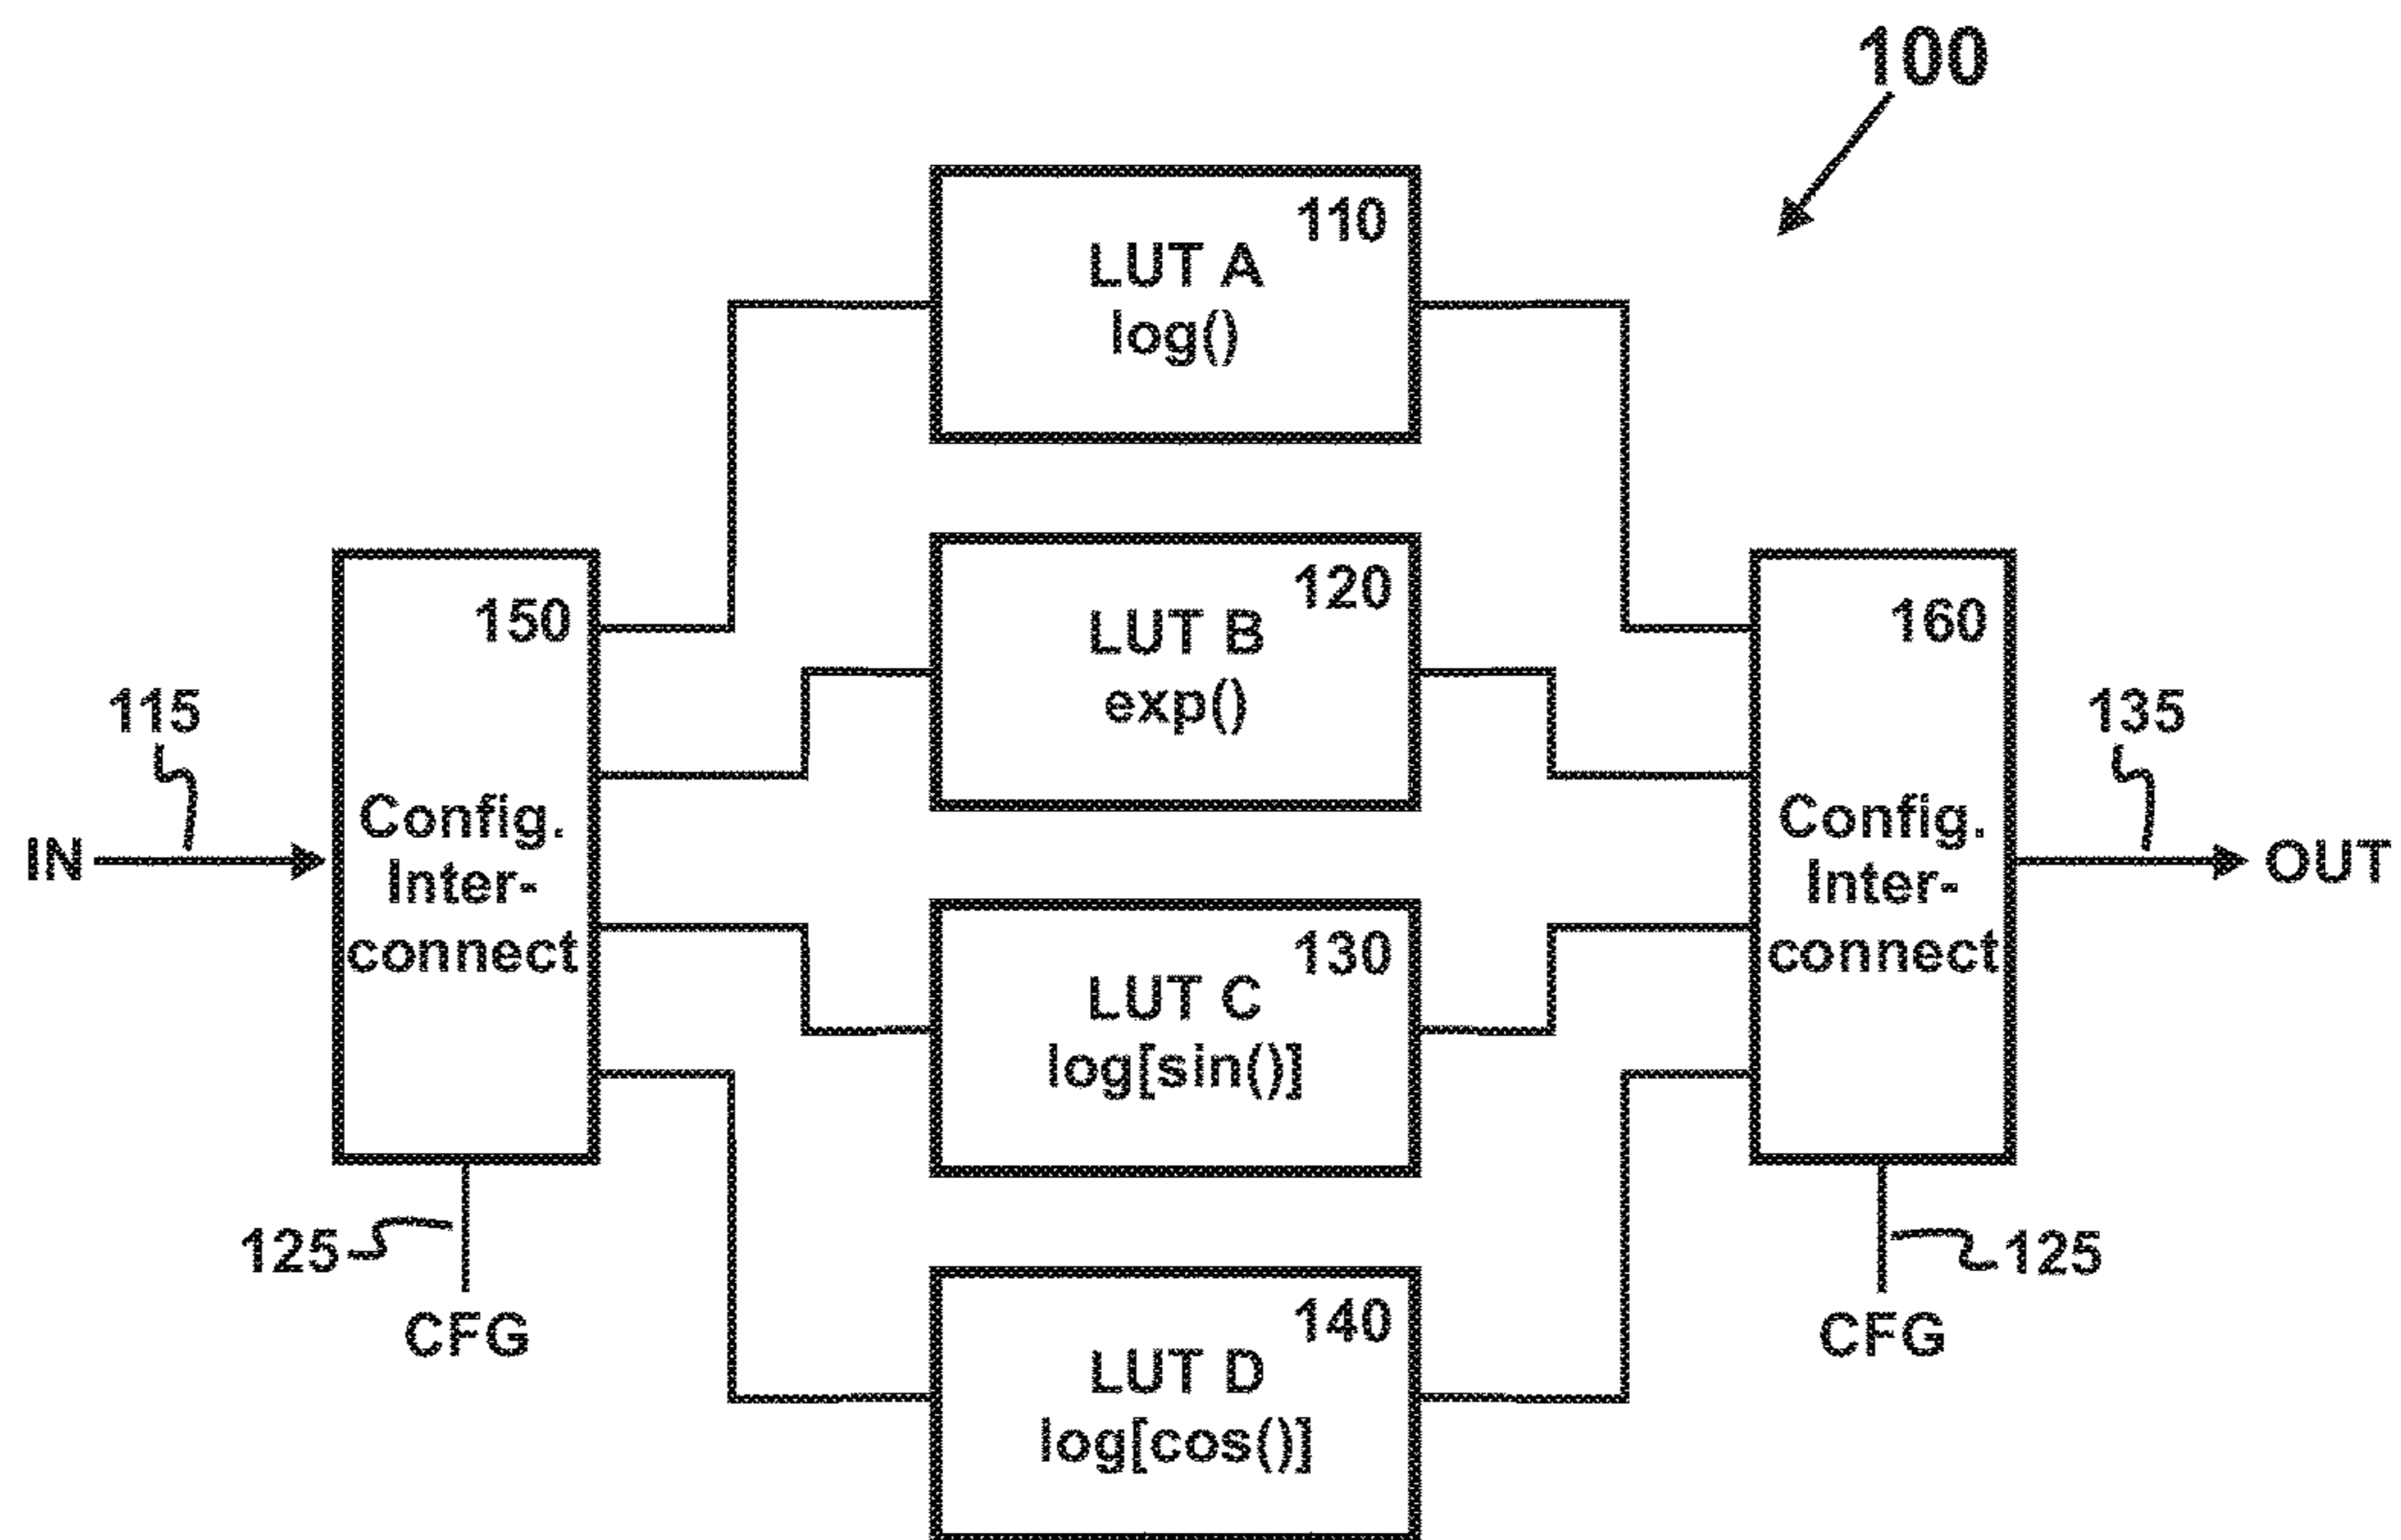 100
110
LUT A
log()
120
LUT B
exp()
150
Config.
Inter-
connect
160
Config.
Inter-
connect
115
IN
135
OUT
130
LUT C
log[sin()]
125
CFG
125
CFG
140
LUT D
log[cos()]